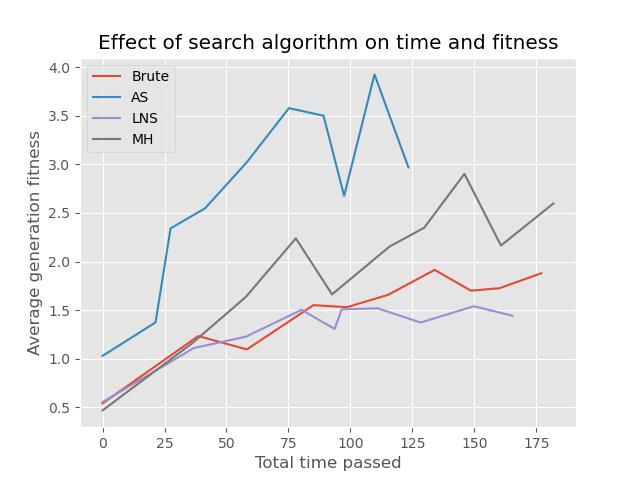 Effect of search algorithm on time and fitness
Brute
AS
LNS
MH
4.0
3.5
3.0
2.5
2.0
1.5
1.0
0.5
Average generation fitness
0 25 50 75 100 125 150 175
Total time passed